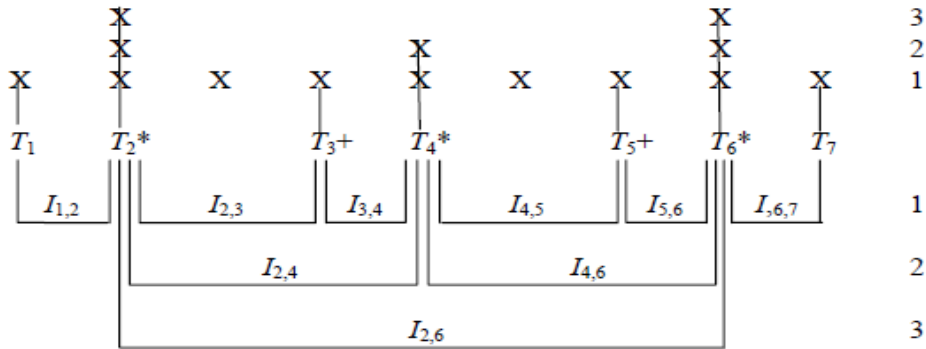 X X 3
X X X 2
X X X X X X X X X 1
T₁ T₂* T₃+ T₄* T₅+ T₆* T₇
I₁,₂ I₂,₃ I₃,₄ I₄,₅ I₅,₆ I,₆,₇ 1
I₂,₄ I₄,₆ 2
I₂,₆ 3